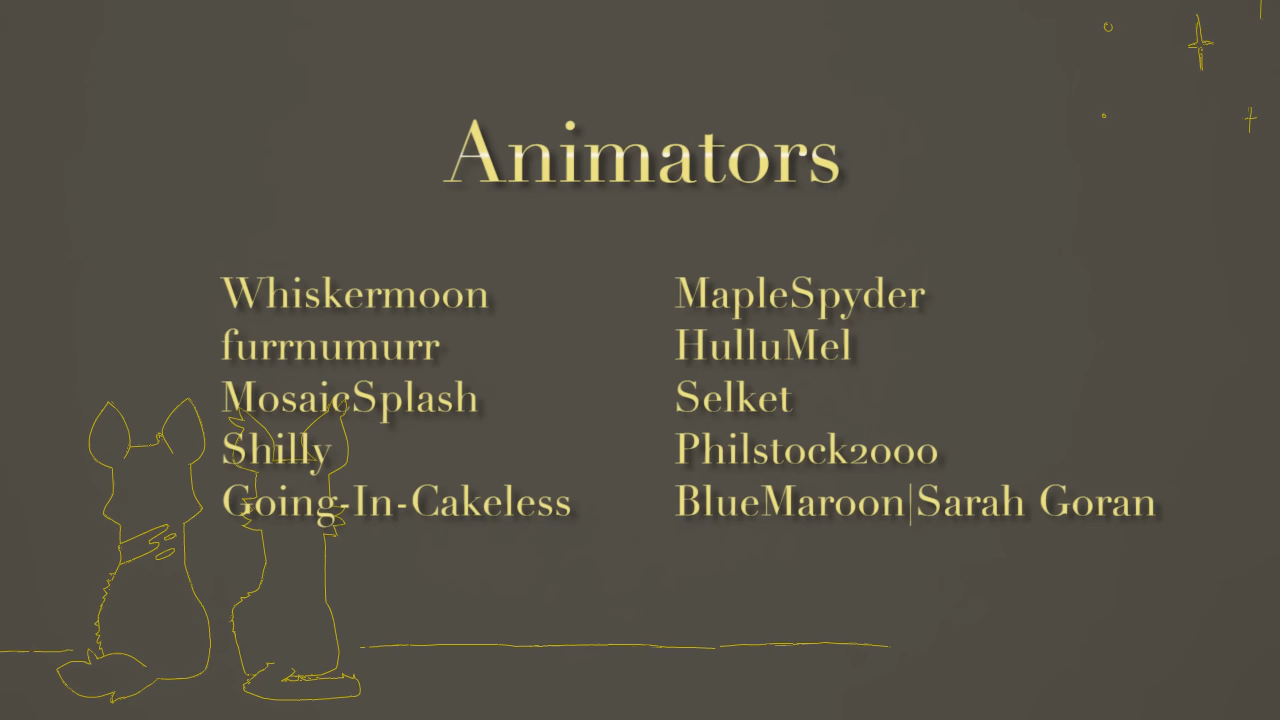 Animators
Whiskermoon
furrnumurr
MosaicSplash
Shilly
Going-In-Cakeless
MapleSpyder
HulluMel
Selket
Philstock2000
BlueMaroon|Sarah Goran